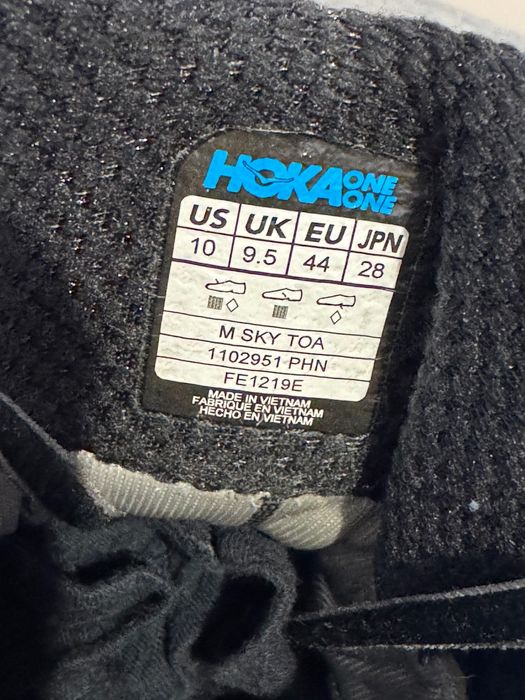 HOKA ONE ONE
US UK EU JPN
10 9.5 44 28
M SKY TOA
1102951 PHN
FE1219E
MADE IN VIETNAM
FABRIQUE EN VIETNAM
HECHO EN VIETNAM